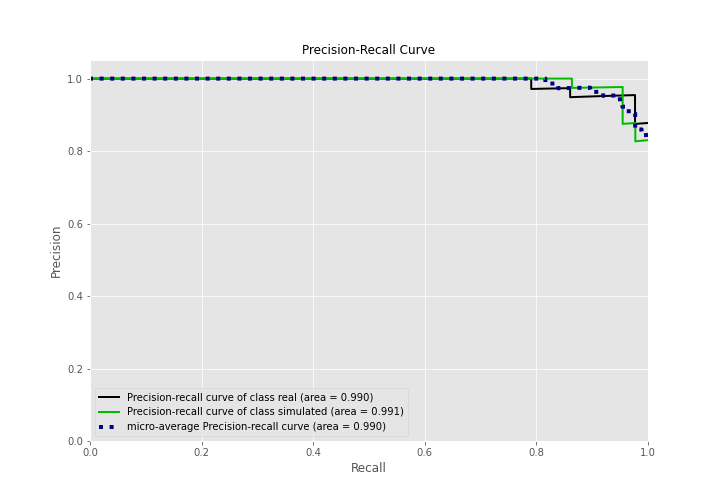 Precision-Recall Curve
1.0
0.8
0.6
0.4
0.2
0.0
Precision
Precision-recall curve of class real (area = 0.990)
Precision-recall curve of class simulated (area = 0.991)
micro-average Precision-recall curve (area = 0.990)
0.0 0.2 0.4 0.6 0.8 1.0
Recall